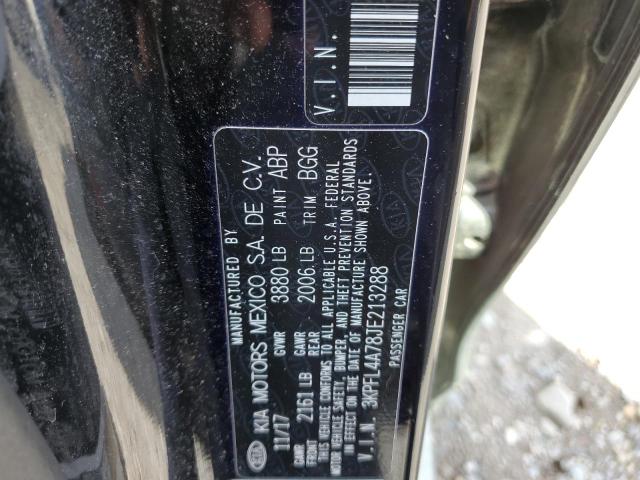 V.I.N.
MANUFACTURED BY
KIA KIA MOTORS MEXICO S.A. DE C.V.
11/17 GVWR 3880 LB PAINT ABP
GAWR FRONT 2161 LB GAWR REAR 2006 LB TRIM BGG
THIS VEHICLE CONFORMS TO ALL APPLICABLE U.S.A. FEDERAL
MOTOR VEHICLE SAFETY, BUMPER, AND THEFT PREVENTION STANDARDS
IN EFFECT ON THE DATE OF MANUFACTURE SHOWN ABOVE.
V.I.N. 3KPFL4A78JE213288
PASSENGER CAR